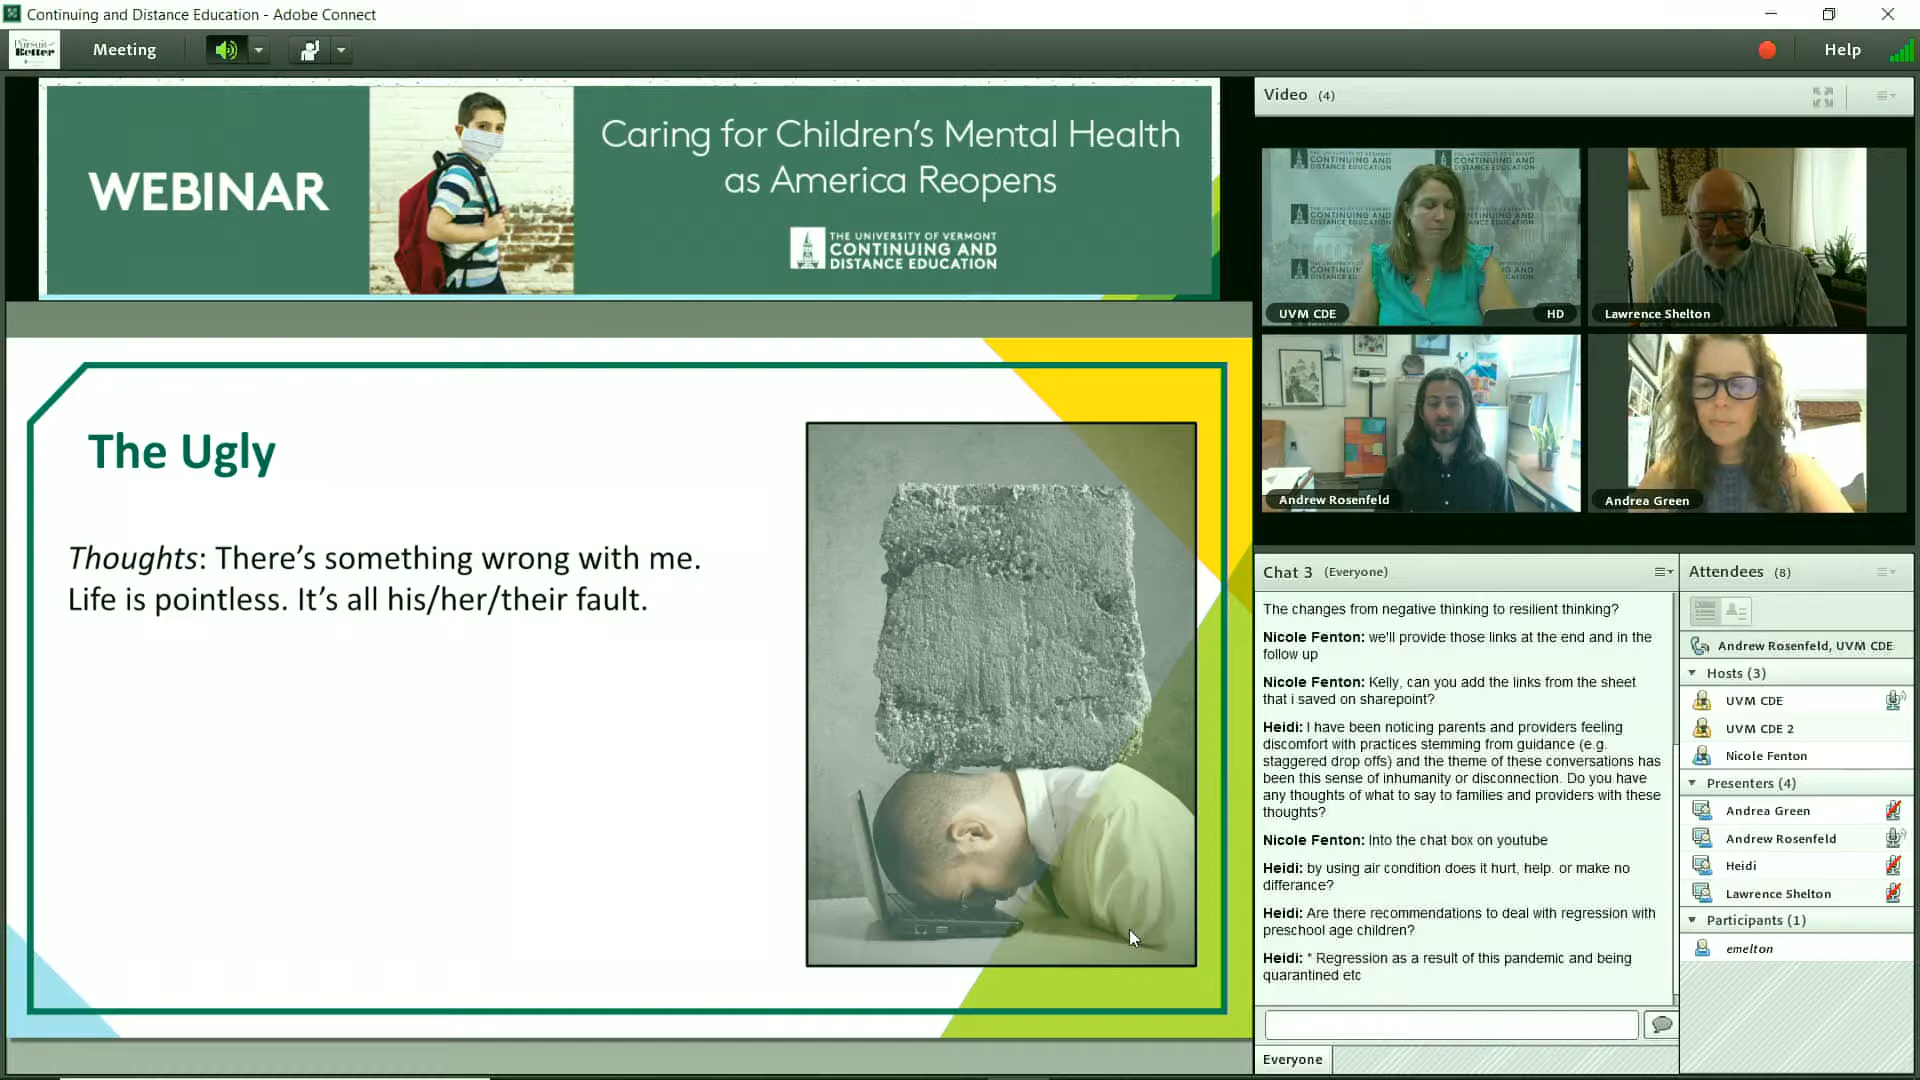 Continuing and Distance Education - Adobe Connect
Pursuit
Better
Meeting
Help
WEBINAR
Caring for Children's Mental Health
as America Reopens
THE UNIVERSITY OF VERMONT
CONTINUING AND
DISTANCE EDUCATION
The Ugly
Thoughts: There's something wrong with me.
Life is pointless. It's all his/her/their fault.
Video (4)
CONTINUING AND
DISTANCE EDUCATION
CONTINUING AND
DISTANCE EDUCATION
UVM CDE
HD
Lawrence Shelton
Andrew Rosenfeld
Andrea Green
Chat 3 (Everyone)
The changes from negative thinking to resilient thinking?
Nicole Fenton: we'll provide those links at the end and in the
follow up
Nicole Fenton: Kelly, can you add the links from the sheet
that i saved on sharepoint?
Heidi: I have been noticing parents and providers feeling
discomfort with practices stemming from guidance (e.g.
staggered drop offs) and the theme of these conversations has
been this sense of inhumanity or disconnection. Do you have
any thoughts of what to say to families and providers with these
thoughts?
Nicole Fenton: Into the chat box on youtube
Heidi: by using air condition does it hurt, help. or make no
differance?
Heidi: Are there recommendations to deal with regression with
preschool age children?
Heidi: * Regression as a result of this pandemic and being
quarantined etc
Everyone
Attendees (8)
Andrew Rosenfeld, UVM CDE
Hosts (3)
UVM CDE
UVM CDE 2
Nicole Fenton
Presenters (4)
Andrea Green
Andrew Rosenfeld
Heidi
Lawrence Shelton
Participants (1)
emelton